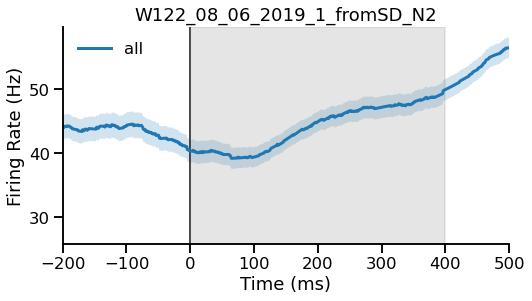 W122_08_06_2019_1_fromSD_N2
all
Firing Rate (Hz)
50
40
30
−200 −100 0 100 200 300 400 500
Time (ms)